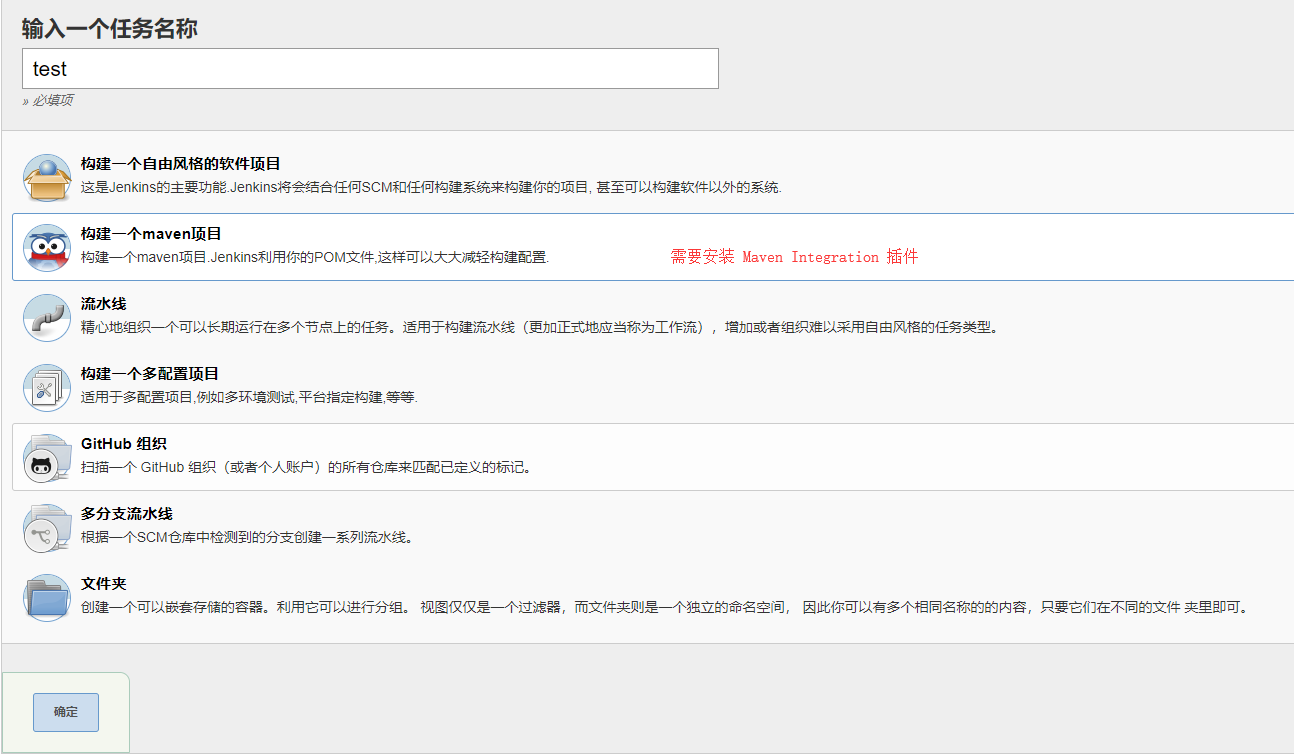 输入一个任务名称
test
» 必填项
构建一个自由风格的软件项目
这是Jenkins的主要功能.Jenkins将会结合任何SCM和任何构建系统来构建你的项目, 甚至可以构建软件以外的系统.
构建一个maven项目
构建一个maven项目.Jenkins利用你的POM文件,这样可以大大减轻构建配置.
需要安装 Maven Integration 插件
流水线
精心地组织一个可以长期运行在多个节点上的任务。适用于构建流水线（更加正式地应当称为工作流），增加或者组织难以采用自由风格的任务类型。
构建一个多配置项目
适用于多配置项目,例如多环境测试,平台指定构建,等等.
GitHub 组织
扫描一个 GitHub 组织（或者个人账户）的所有仓库来匹配已定义的标记。
多分支流水线
根据一个SCM仓库中检测到的分支创建一系列流水线。
文件夹
创建一个可以嵌套存储的容器。利用它可以进行分组。 视图仅仅是一个过滤器，而文件夹则是一个独立的命名空间， 因此你可以有多个相同名称的的内容，只要它们在不同的文件 夹里即可。
确定